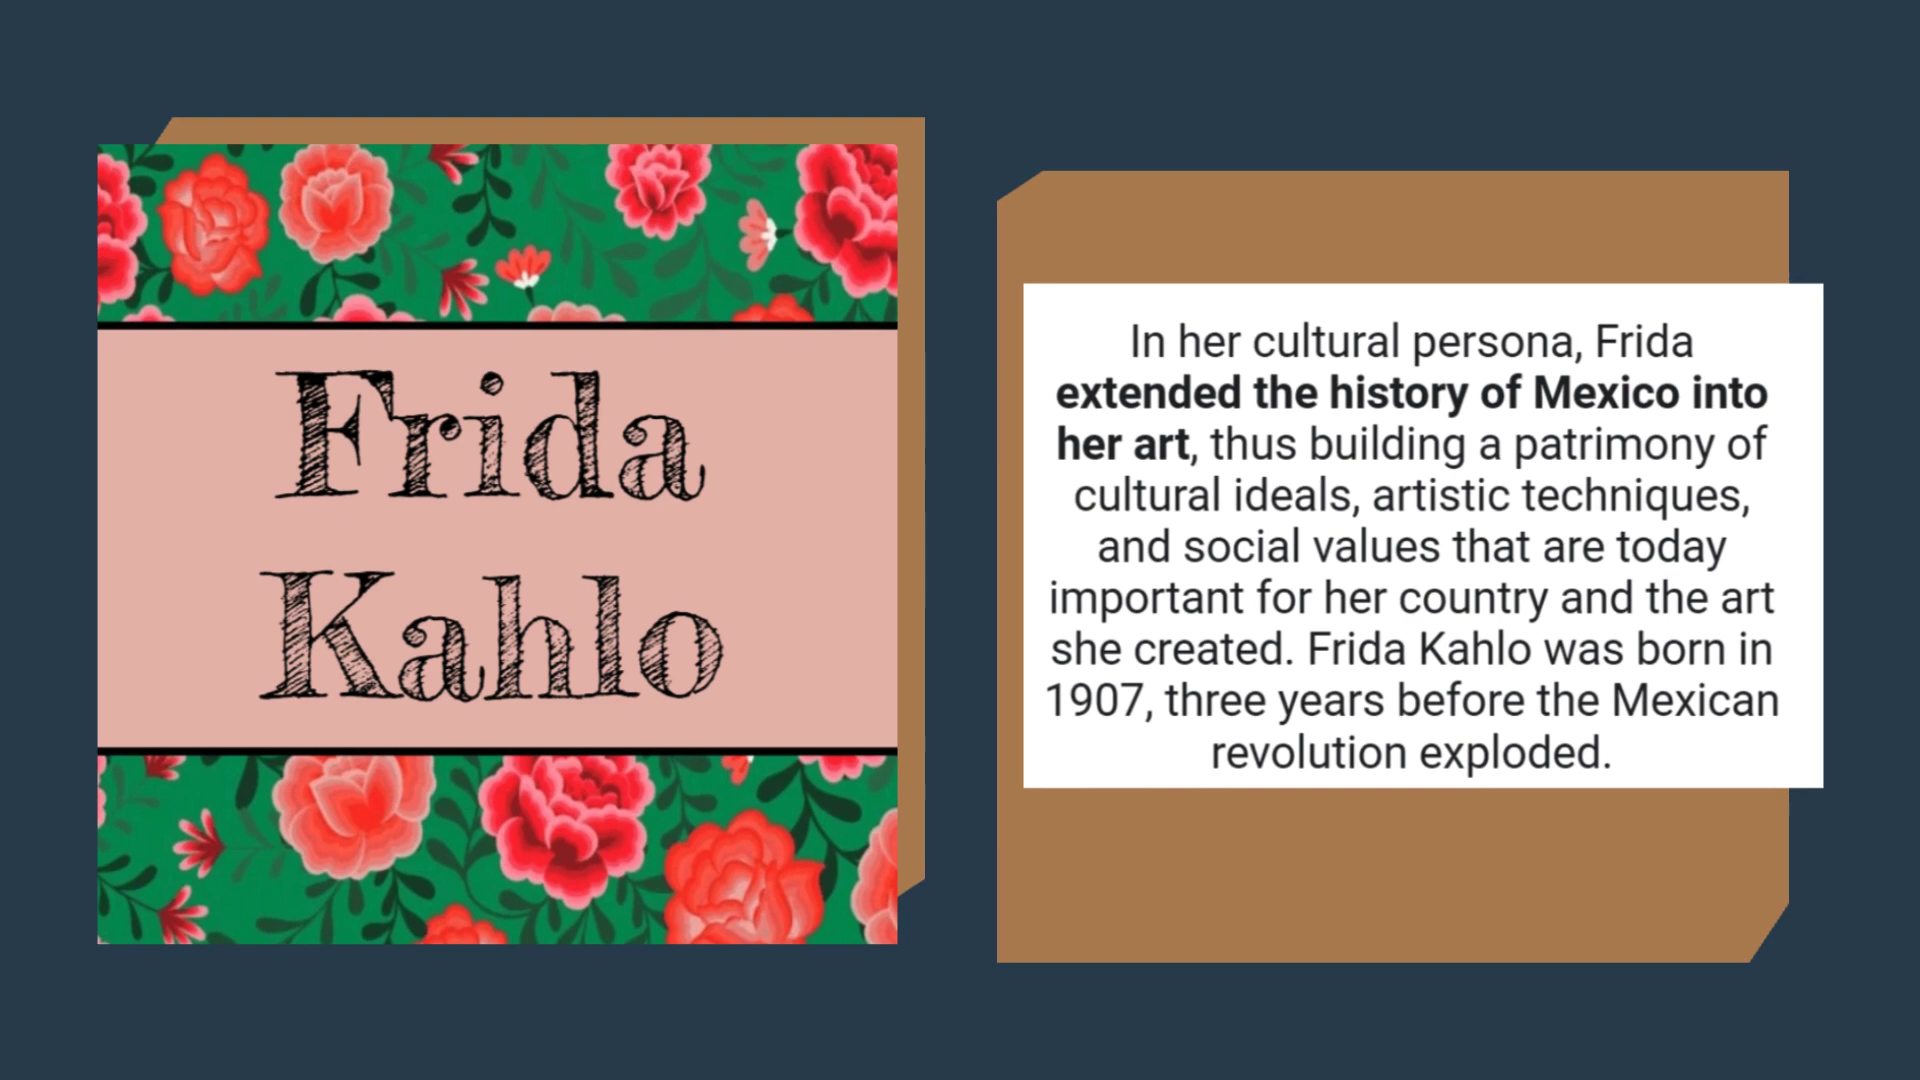 Frida
Kahlo
In her cultural persona, Frida
extended the history of Mexico into
her art, thus building a patrimony of
cultural ideals, artistic techniques,
and social values that are today
important for her country and the art
she created. Frida Kahlo was born in
1907, three years before the Mexican
revolution exploded.